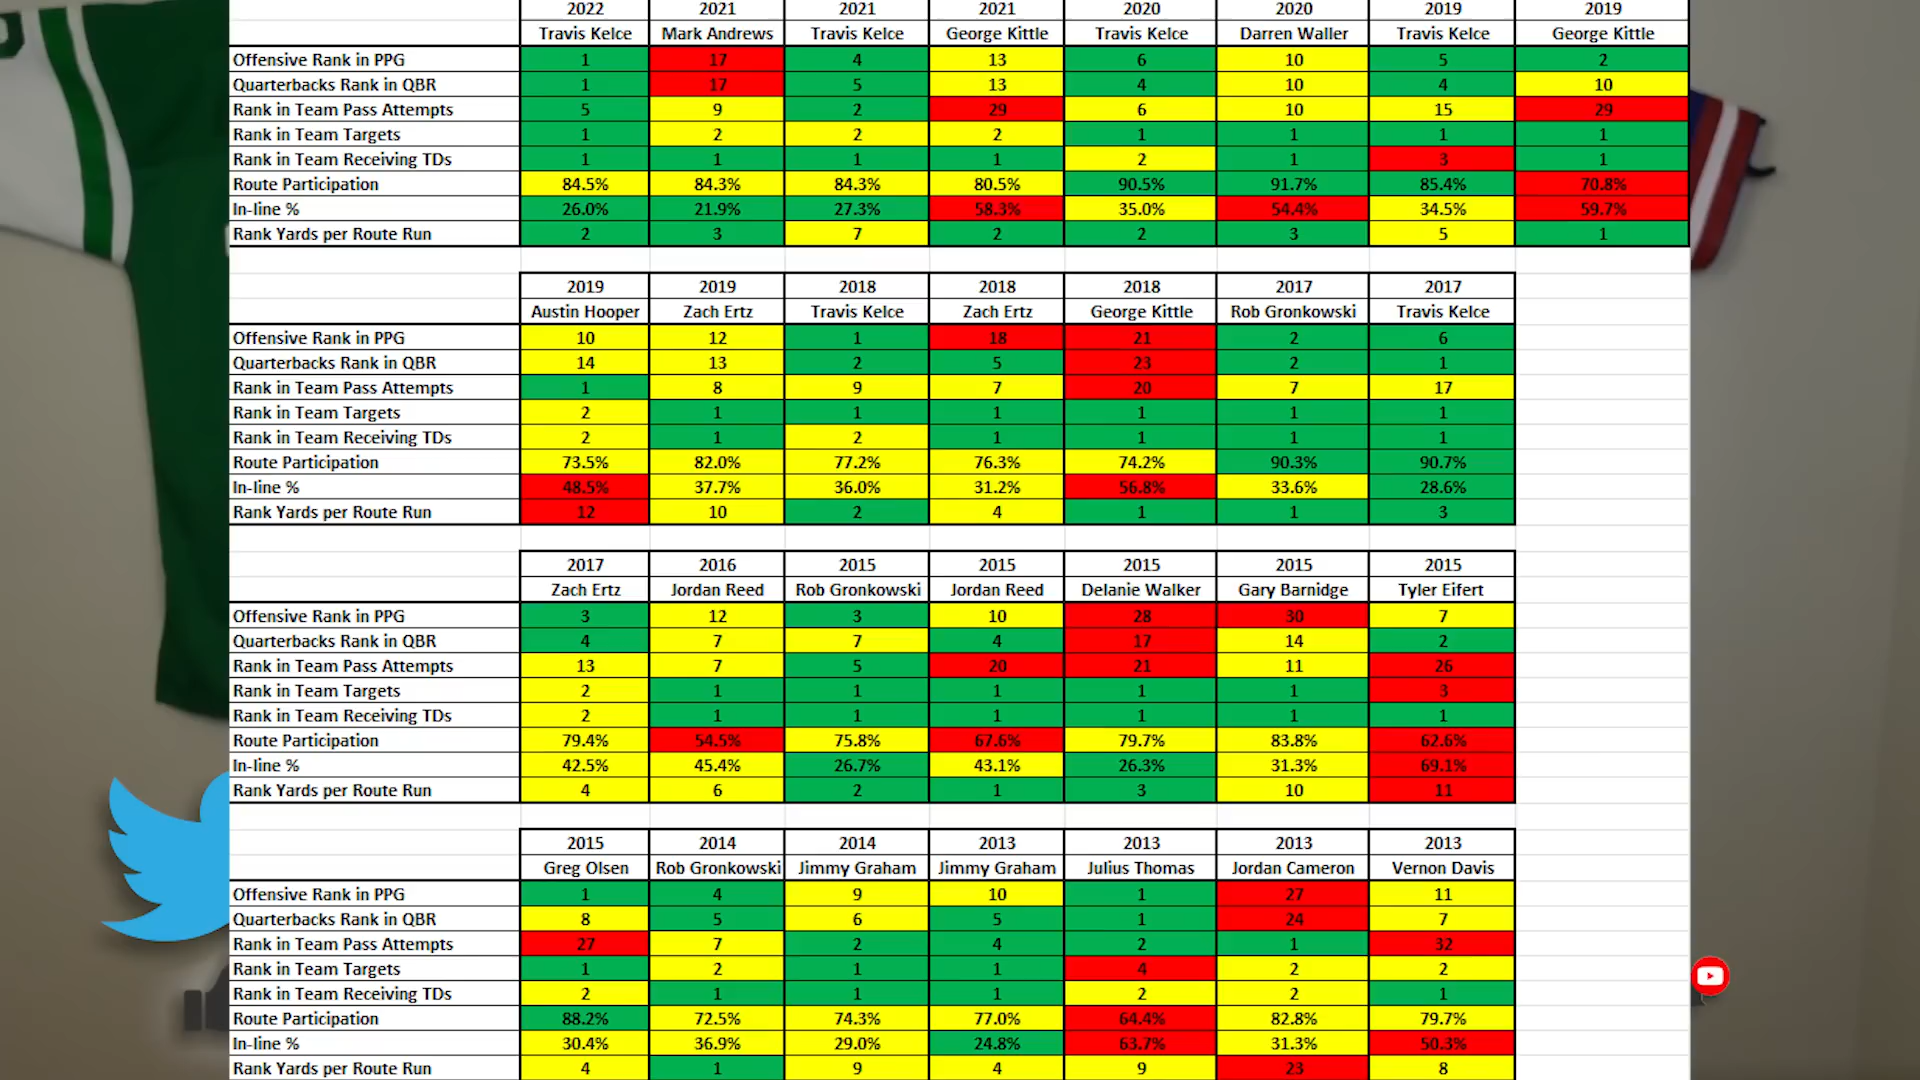 2022 2021 2021 2021 2020 2020 2019 2019
Travis Kelce Mark Andrews Travis Kelce George Kittle Travis Kelce Darren Waller Travis Kelce George Kittle
Offensive Rank in PPG 1 17 4 13 6 10 5 2
Quarterbacks Rank in QBR 1 17 5 13 4 10 4 10
Rank in Team Pass Attempts 5 9 2 29 6 10 15 29
Rank in Team Targets 1 2 2 2 1 1 1 1
Rank in Team Receiving TDs 1 1 1 1 2 1 3 1
Route Participation 84.5% 84.3% 84.3% 80.5% 90.5% 91.7% 85.4% 70.8%
In-line % 26.0% 21.9% 27.3% 58.3% 35.0% 54.4% 34.5% 59.7%
Rank Yards per Route Run 2 3 7 2 2 3 5 1
2019 2019 2018 2018 2018 2017 2017
Austin Hooper Zach Ertz Travis Kelce Zach Ertz George Kittle Rob Gronkowski Travis Kelce
Offensive Rank in PPG 10 12 1 18 21 2 6
Quarterbacks Rank in QBR 14 13 2 5 23 2 1
Rank in Team Pass Attempts 1 8 9 7 20 7 17
Rank in Team Targets 2 1 1 1 1 1 1
Rank in Team Receiving TDs 2 1 2 1 1 1 1
Route Participation 73.5% 82.0% 77.2% 76.3% 74.2% 90.3% 90.7%
In-line % 48.5% 37.7% 36.0% 31.2% 56.8% 33.6% 28.6%
Rank Yards per Route Run 12 10 2 4 1 1 3
2017 2016 2015 2015 2015 2015 2015
Zach Ertz Jordan Reed Rob Gronkowski Jordan Reed Delanie Walker Gary Barnidge Tyler Eifert
Offensive Rank in PPG 3 12 3 10 28 30 7
Quarterbacks Rank in QBR 4 7 7 4 17 14 2
Rank in Team Pass Attempts 13 7 5 20 21 11 26
Rank in Team Targets 2 1 1 1 1 1 3
Rank in Team Receiving TDs 2 1 1 1 1 1 1
Route Participation 79.4% 54.5% 75.8% 67.6% 79.7% 83.8% 62.6%
In-line % 42.5% 45.4% 26.7% 43.1% 26.3% 31.3% 69.1%
Rank Yards per Route Run 4 6 2 1 3 10 11
2015 2014 2014 2013 2013 2013 2013
Greg Olsen Rob Gronkowski Jimmy Graham Jimmy Graham Julius Thomas Jordan Cameron Vernon Davis
Offensive Rank in PPG 1 4 9 10 1 27 11
Quarterbacks Rank in QBR 8 5 6 5 1 24 7
Rank in Team Pass Attempts 27 7 2 4 2 1 32
Rank in Team Targets 1 2 1 1 4 2 2
Rank in Team Receiving TDs 2 1 1 1 2 2 1
Route Participation 88.2% 72.5% 74.3% 77.0% 64.4% 82.8% 79.7%
In-line % 30.4% 36.9% 29.0% 24.8% 63.7% 31.3% 50.3%
Rank Yards per Route Run 4 1 9 4 9 23 8